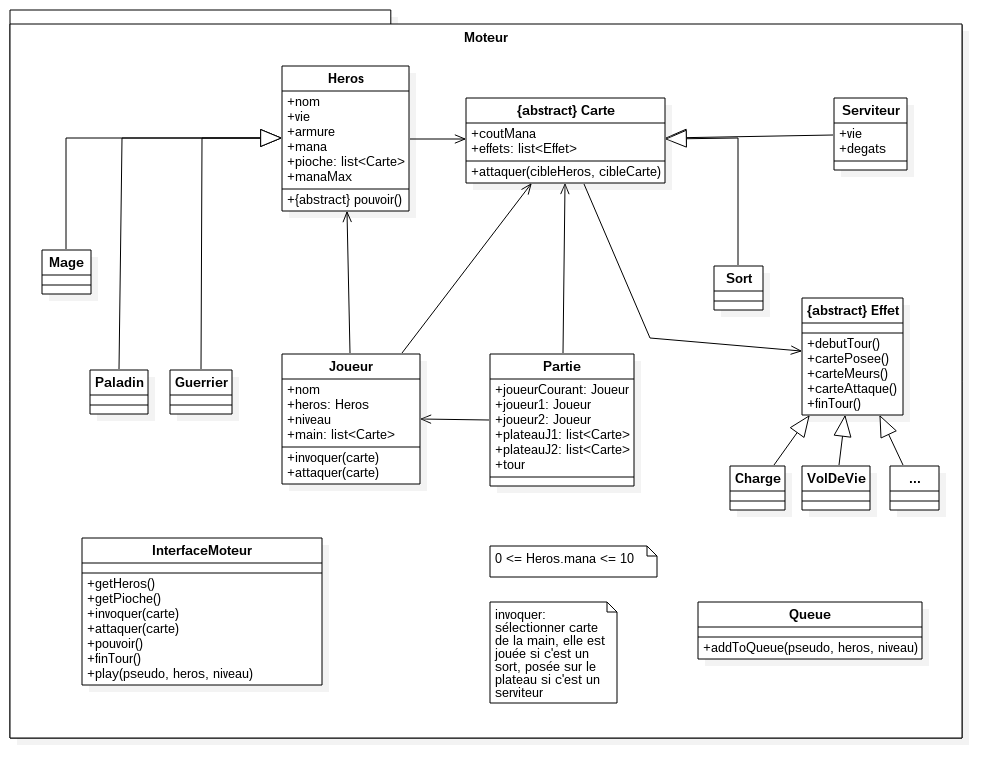 Moteur
Heros
+nom
+vie
+armure
+mana
+pioche: list<Carte>
+manaMax
+{abstract} pouvoir()
{abstract} Carte
+coutMana
+effets: list<Effet>
+attaquer(cibleHeros, cibleCarte)
Serviteur
+vie
+degats
Mage
Sort
{abstract} Effet
+debutTour()
+cartePosee()
+carteMeurs()
+carteAttaque()
+finTour()
Paladin
Guerrier
Joueur
+nom
+heros: Heros
+niveau
+main: list<Carte>
+invoquer(carte)
+attaquer(carte)
Partie
+joueurCourant: Joueur
+joueur1: Joueur
+joueur2: Joueur
+plateauJ1: list<Carte>
+plateauJ2: list<Carte>
+tour
Charge
VolDeVie
...
InterfaceMoteur
+getHeros()
+getPioche()
+invoquer(carte)
+attaquer(carte)
+pouvoir()
+finTour()
+play(pseudo, heros, niveau)
0 <= Heros.mana <= 10
invoquer:
sélectionner carte
de la main, elle est
jouée si c'est un
sort, posée sur le
plateau si c'est un
serviteur
Queue
+addToQueue(pseudo, heros, niveau)